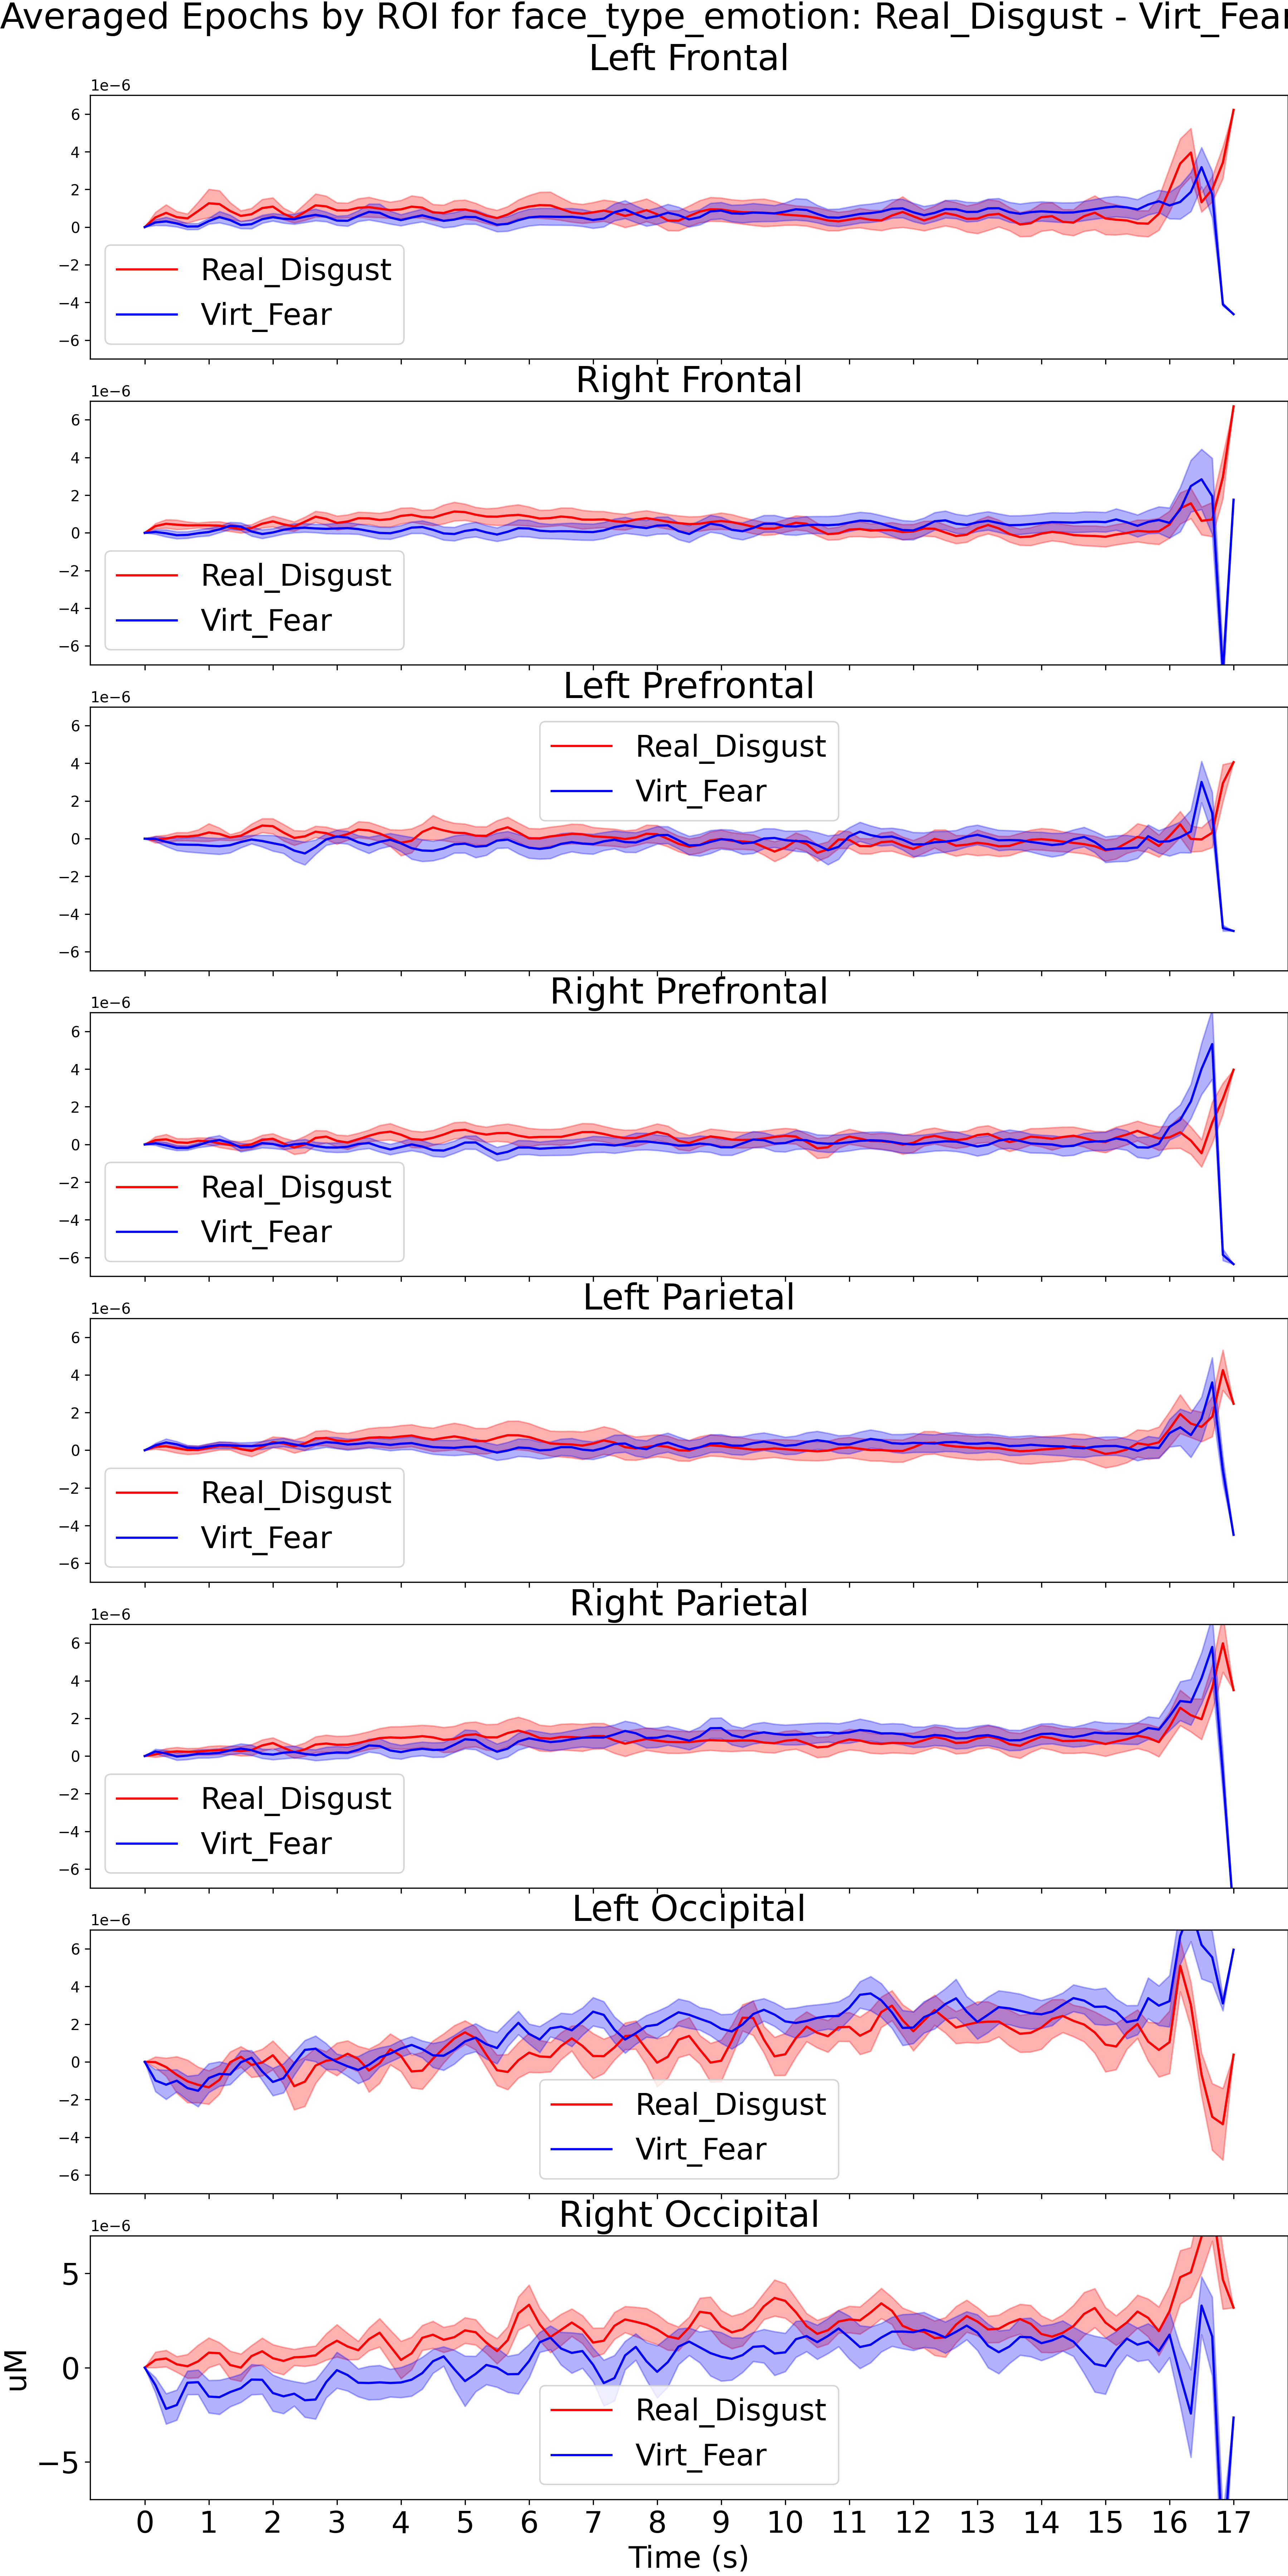 Averaged Epochs by ROI for face_type_emotion: Real_Disgust - Virt_Fear
Left Frontal
1e−6
6
4
2
0
−2
−4
−6
Real_Disgust
Virt_Fear
Right Frontal
1e−6
6
4
2
0
−2
−4
−6
Real_Disgust
Virt_Fear
Left Prefrontal
1e−6
6
4
2
0
−2
−4
−6
Real_Disgust
Virt_Fear
Right Prefrontal
1e−6
6
4
2
0
−2
−4
−6
Real_Disgust
Virt_Fear
Left Parietal
1e−6
6
4
2
0
−2
−4
−6
Real_Disgust
Virt_Fear
Right Parietal
1e−6
6
4
2
0
−2
−4
−6
Real_Disgust
Virt_Fear
Left Occipital
1e−6
6
4
2
0
−2
−4
−6
Real_Disgust
Virt_Fear
Right Occipital
1e−6
5
0
−5
uM
Real_Disgust
Virt_Fear
0 1 2 3 4 5 6 7 8 9 10 11 12 13 14 15 16 17
Time (s)